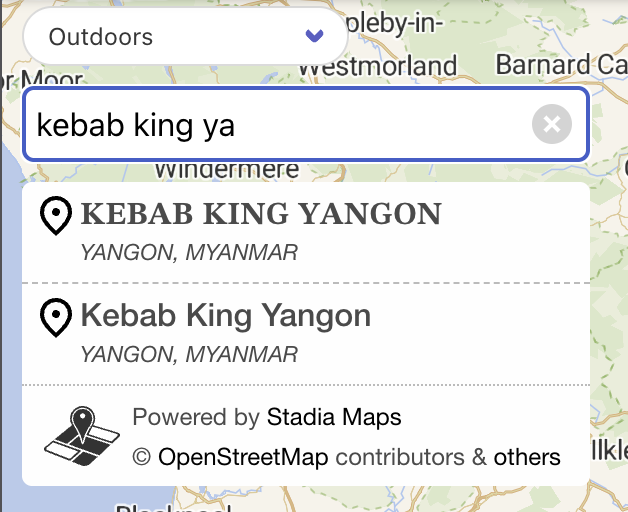 Outdoors
pleby-in-
Westmorland
Barnard Ca
or Moor
kebab king ya
Windermere
KEBAB KING YANGON
YANGON, MYANMAR
Kebab King Yangon
YANGON, MYANMAR
Powered by Stadia Maps
© OpenStreetMap contributors & others
Ilkle